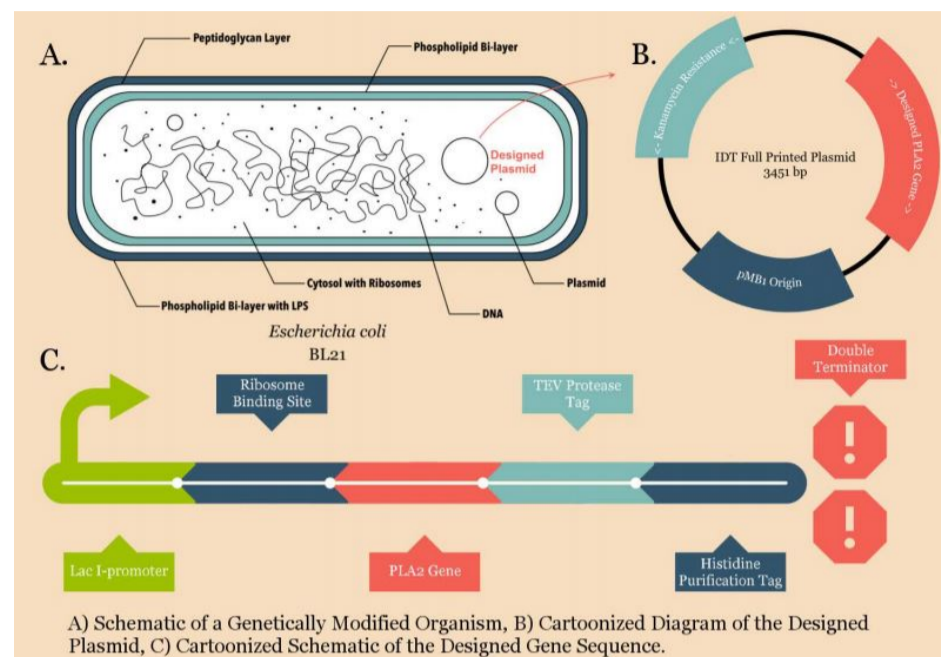 A.
Peptidoglycan Layer
Phospholipid Bi-layer
Designed
Plasmid
Cytosol with Ribosomes
Plasmid
Phospholipid Bi-layer with LPS
DNA
Escherichia coli
BL21
B.
<- Kanamycin Resistance <-
-> Designed PLA2 Gene ->
IDT Full Printed Plasmid
3451 bp
pMB1 Origin
C.
Ribosome
Binding Site
TEV Protease
Tag
Double
Terminator
!
!
Lac I-promoter
PLA2 Gene
Histidine
Purification Tag
A) Schematic of a Genetically Modified Organism, B) Cartoonized Diagram of the Designed
Plasmid, C) Cartoonized Schematic of the Designed Gene Sequence.